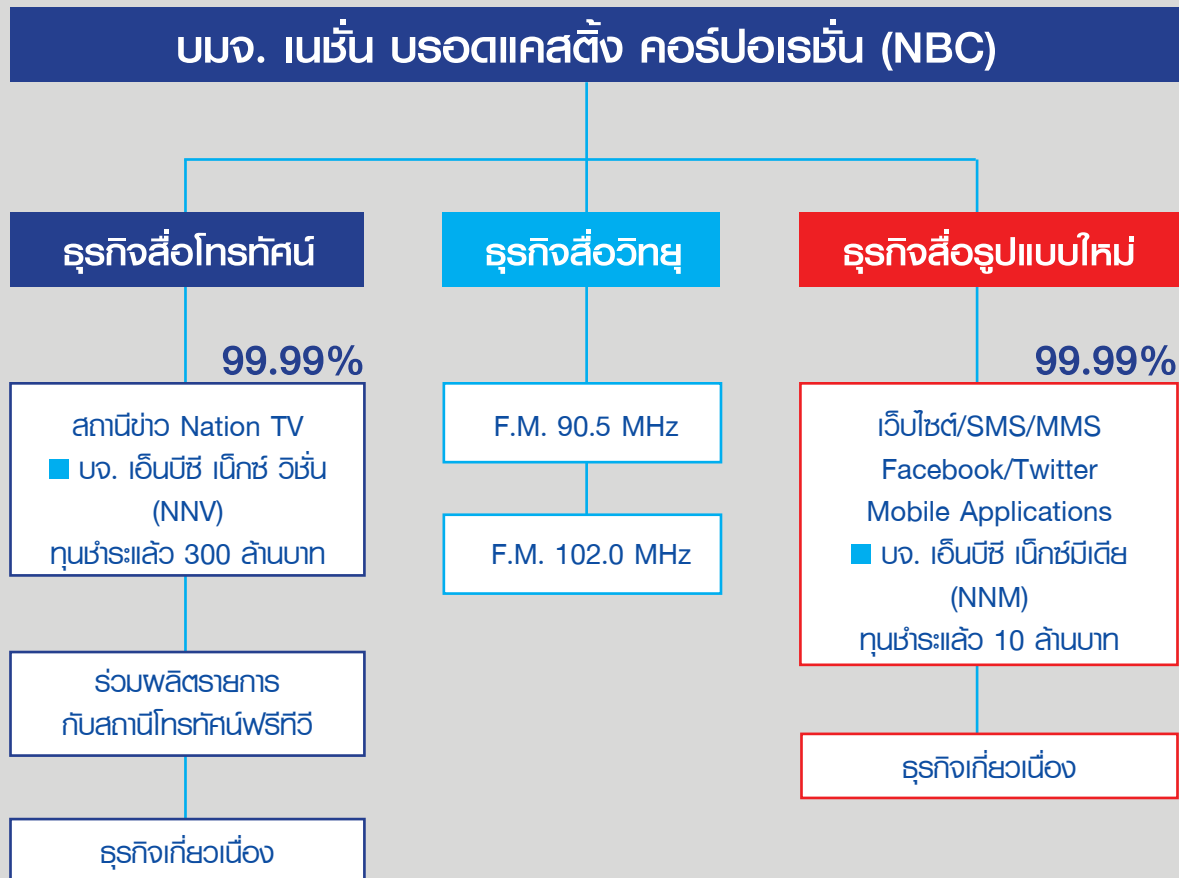 บมจ. เนชั่น บรอดแคสติ้ง คอร์ปอเรชั่น (NBC)
ธุรกิจสื่อโทรทัศน์
ธุรกิจสื่อวิทยุ
ธุรกิจสื่อรูปแบบใหม่
99.99%
สถานีข่าว Nation TV
บจ. เอ็นบีซี เน็กซ์ วิชั่น
(NNV)
ทุนชำระแล้ว 300 ล้านบาท
ร่วมผลิตรายการ
กับสถานีโทรทัศน์ฟรีทีวี
ธุรกิจเกี่ยวเนื่อง
F.M. 90.5 MHz
F.M. 102.0 MHz
99.99%
เว็บไซต์/SMS/MMS
Facebook/Twitter
Mobile Applications
บจ. เอ็นบีซี เน็กซ์มีเดีย
(NNM)
ทุนชำระแล้ว 10 ล้านบาท
ธุรกิจเกี่ยวเนื่อง